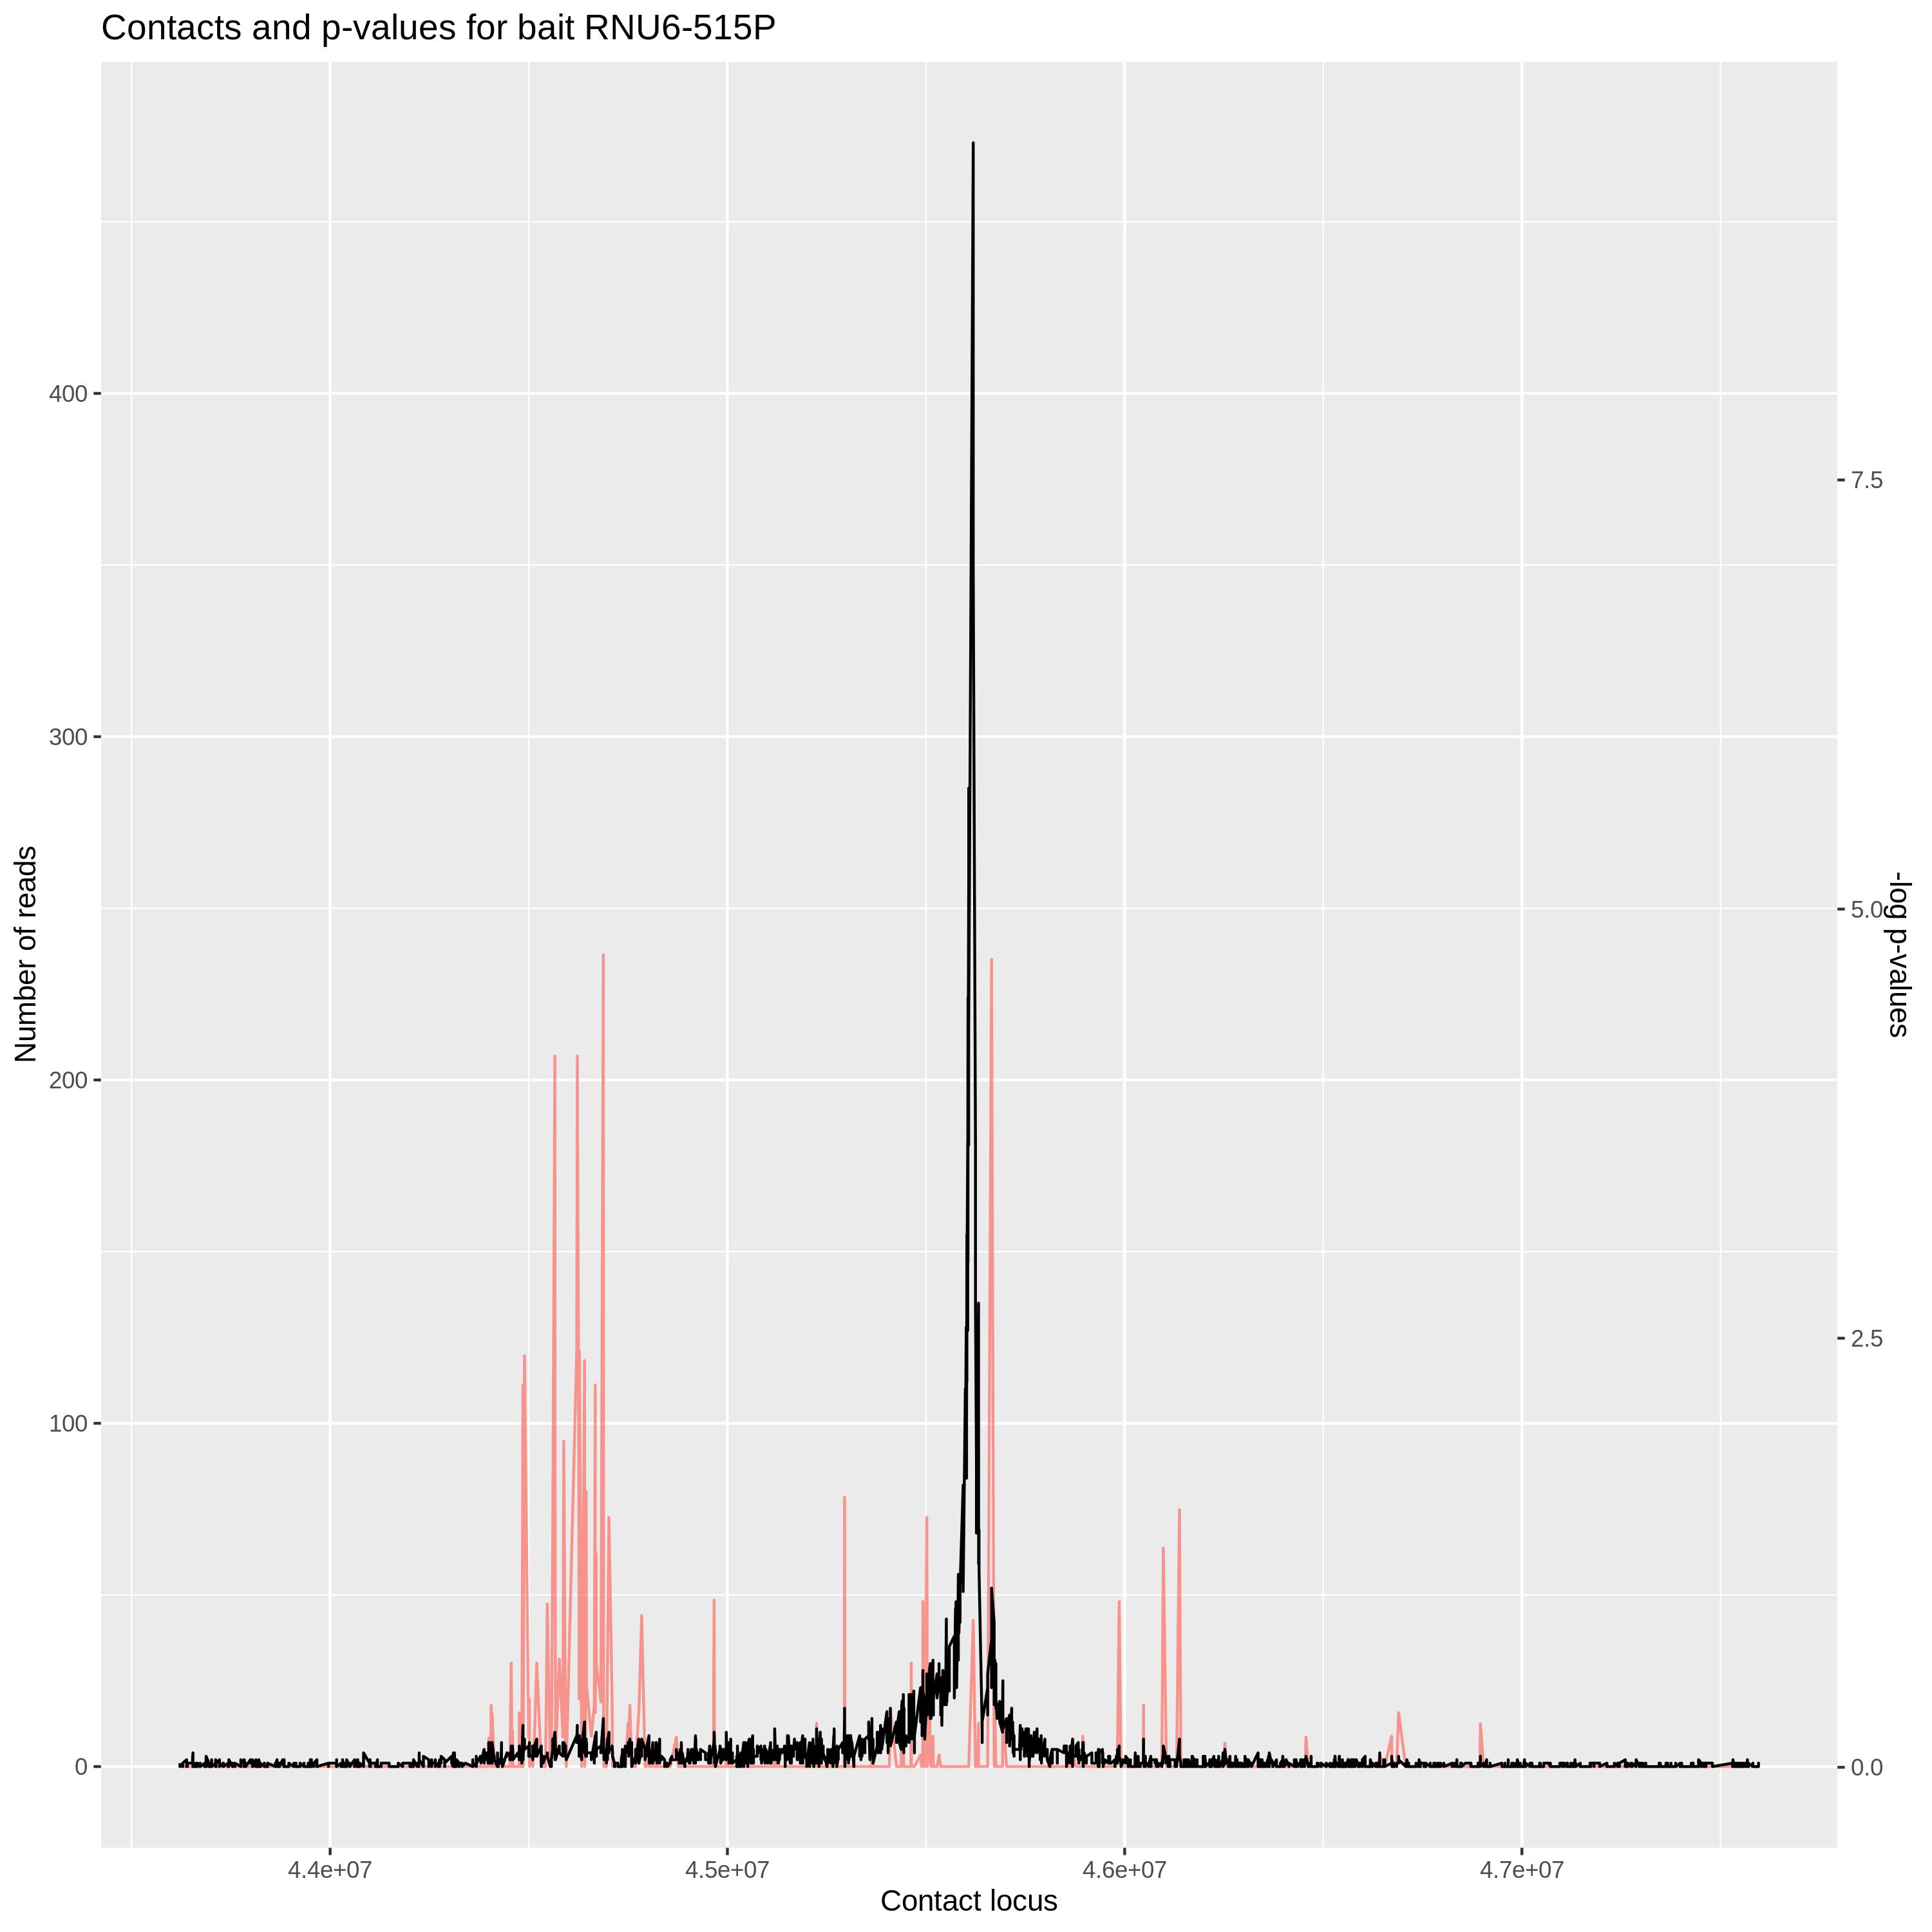 Contacts and p-values for bait RNU6-515P
400
300
200
100
0
Number of reads
7.5
5.0
2.5
0.0
-log p-values
4.4e+07
4.5e+07
4.6e+07
4.7e+07
Contact locus